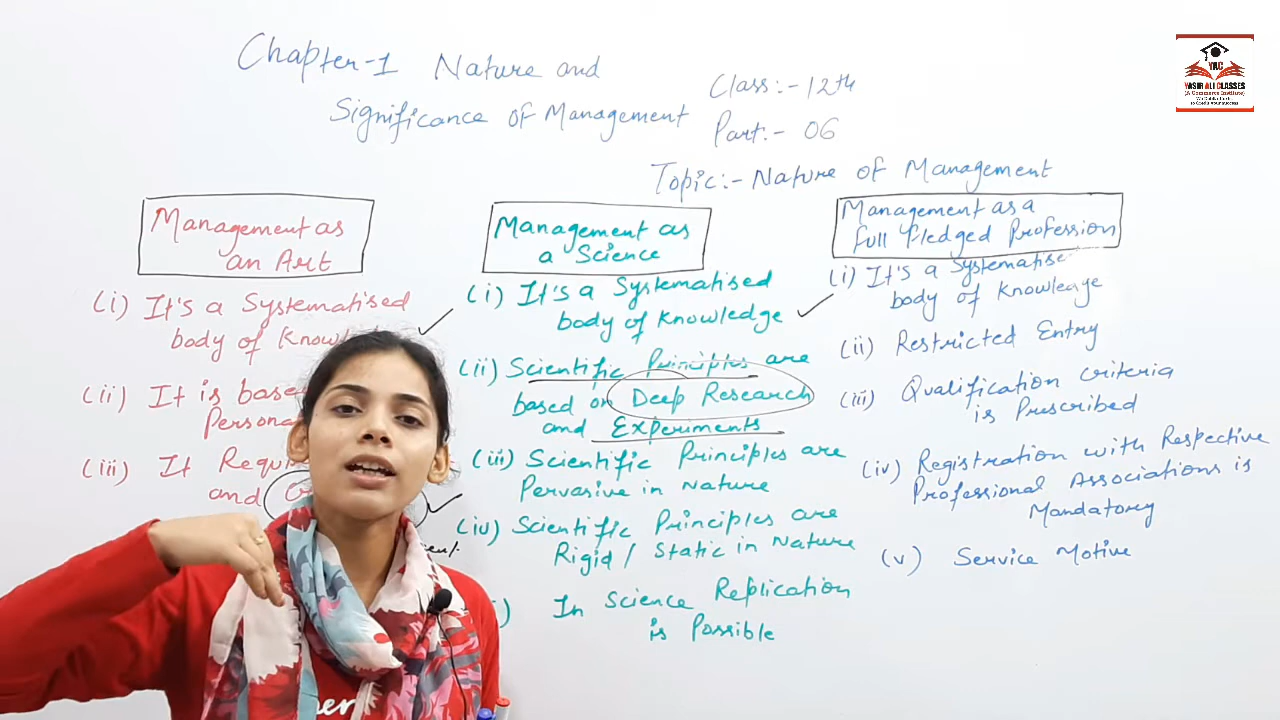 Chapter-1 Nature and
Significance of Management
Class:- 12th
Part:- 06
Topic:- Nature of Management
YAC
YASIR ALI CLASSES
(A Commerce Institute)
Management as
an Art
(i) It's a Systematised
body of
(ii) It is
(iii) It
and
Management as
a Science
(i) It's a Systematised
body of knowledge
(ii) Scientific Principles are
based on Deep Research
and Experiments
(iii) Scientific Principles are
Pervasive in Nature
(iv) Scientific Principles are
Rigid / Static in Nature
In Science Replication
is Possible
Management as a
full fledged profession
(i) It's a Systematise
body of knowledge
(ii) Restricted Entry
(iii) Qualification criteria
is Prescribed
(iv) Registration with Respective
Professional Associations is
Mandatory
(v) Service Motive